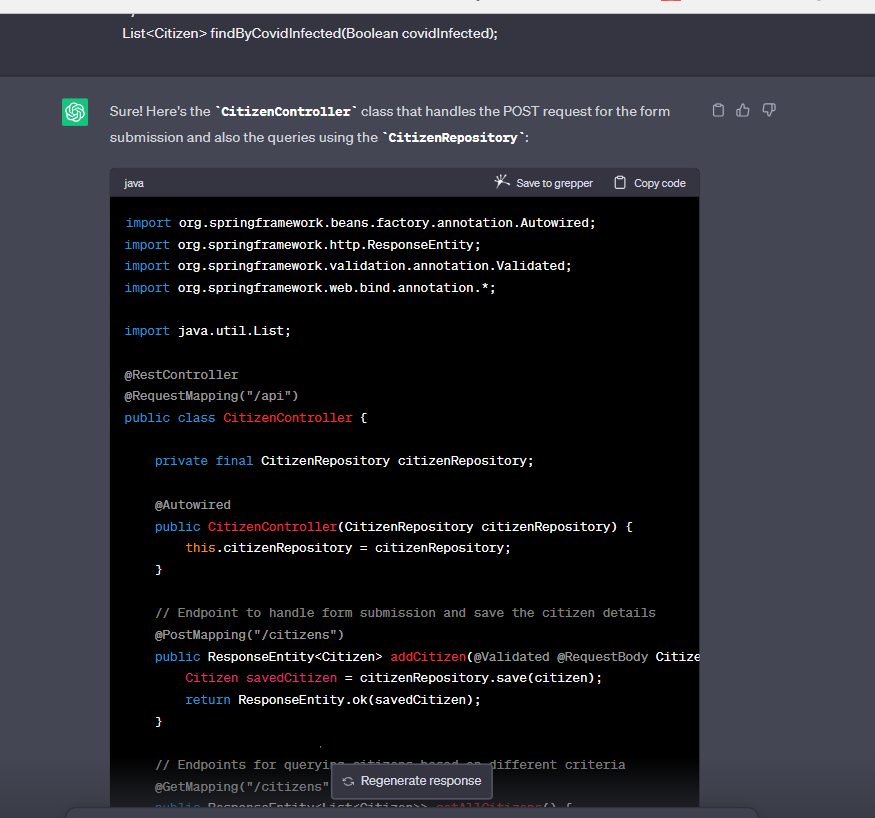 List<Citizen> findByCovidInfected(Boolean covidInfected);
Sure! Here's the `CitizenController` class that handles the POST request for the form
submission and also the queries using the `CitizenRepository`:
java
Save to grepper
Copy code
import org.springframework.beans.factory.annotation.Autowired;
import org.springframework.http.ResponseEntity;
import org.springframework.validation.annotation.Validated;
import org.springframework.web.bind.annotation.*;
import java.util.List;
@RestController
@RequestMapping("/api")
public class CitizenController {
private final CitizenRepository citizenRepository;
@Autowired
public CitizenController(CitizenRepository citizenRepository) {
this.citizenRepository = citizenRepository;
}
// Endpoint to handle form submission and save the citizen details
@PostMapping("/citizens")
public ResponseEntity<Citizen> addCitizen(@Validated @RequestBody Citize
Citizen savedCitizen = citizenRepository.save(citizen);
return ResponseEntity.ok(savedCitizen);
}
// Endpoints for querying citizens based on different criteria
@GetMapping("/citizens"
Regenerate response
public ResponseEntity<List<Citizen>> getAllCitizens() {